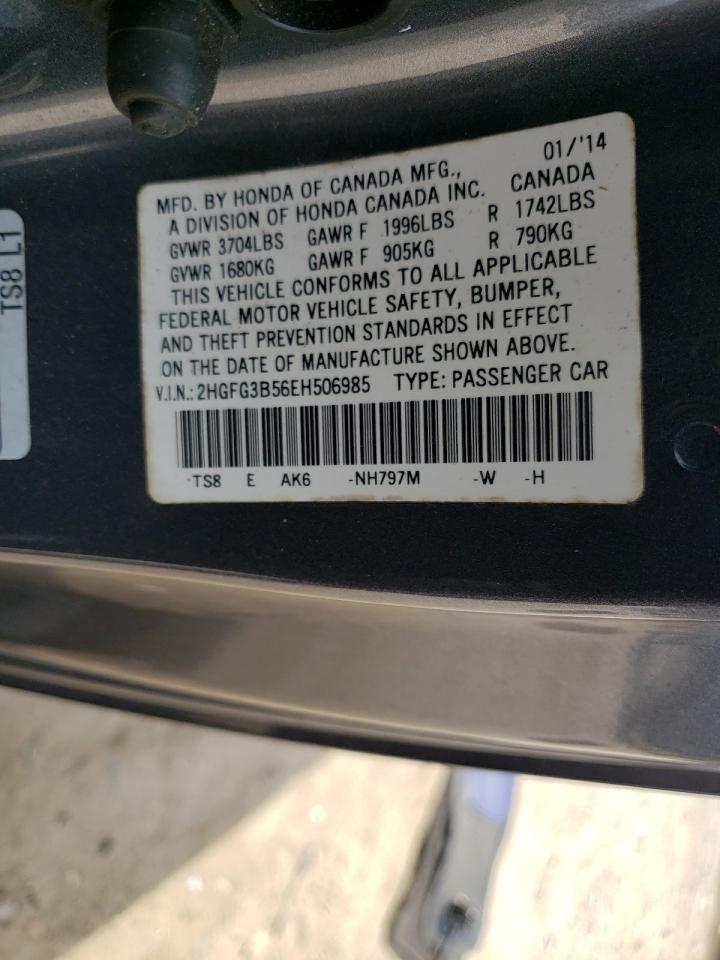 MFD. BY HONDA OF CANADA MFG., 01/'14
A DIVISION OF HONDA CANADA INC. CANADA
GVWR 3704LBS GAWR F 1996LBS R 1742LBS
GVWR 1680KG GAWR F 905KG R 790KG
THIS VEHICLE CONFORMS TO ALL APPLICABLE
FEDERAL MOTOR VEHICLE SAFETY, BUMPER,
AND THEFT PREVENTION STANDARDS IN EFFECT
ON THE DATE OF MANUFACTURE SHOWN ABOVE.
V.I.N.: 2HGFG3B56EH506985 TYPE: PASSENGER CAR
-TS8 E AK6 -NH797M -W -H
TS8 L1